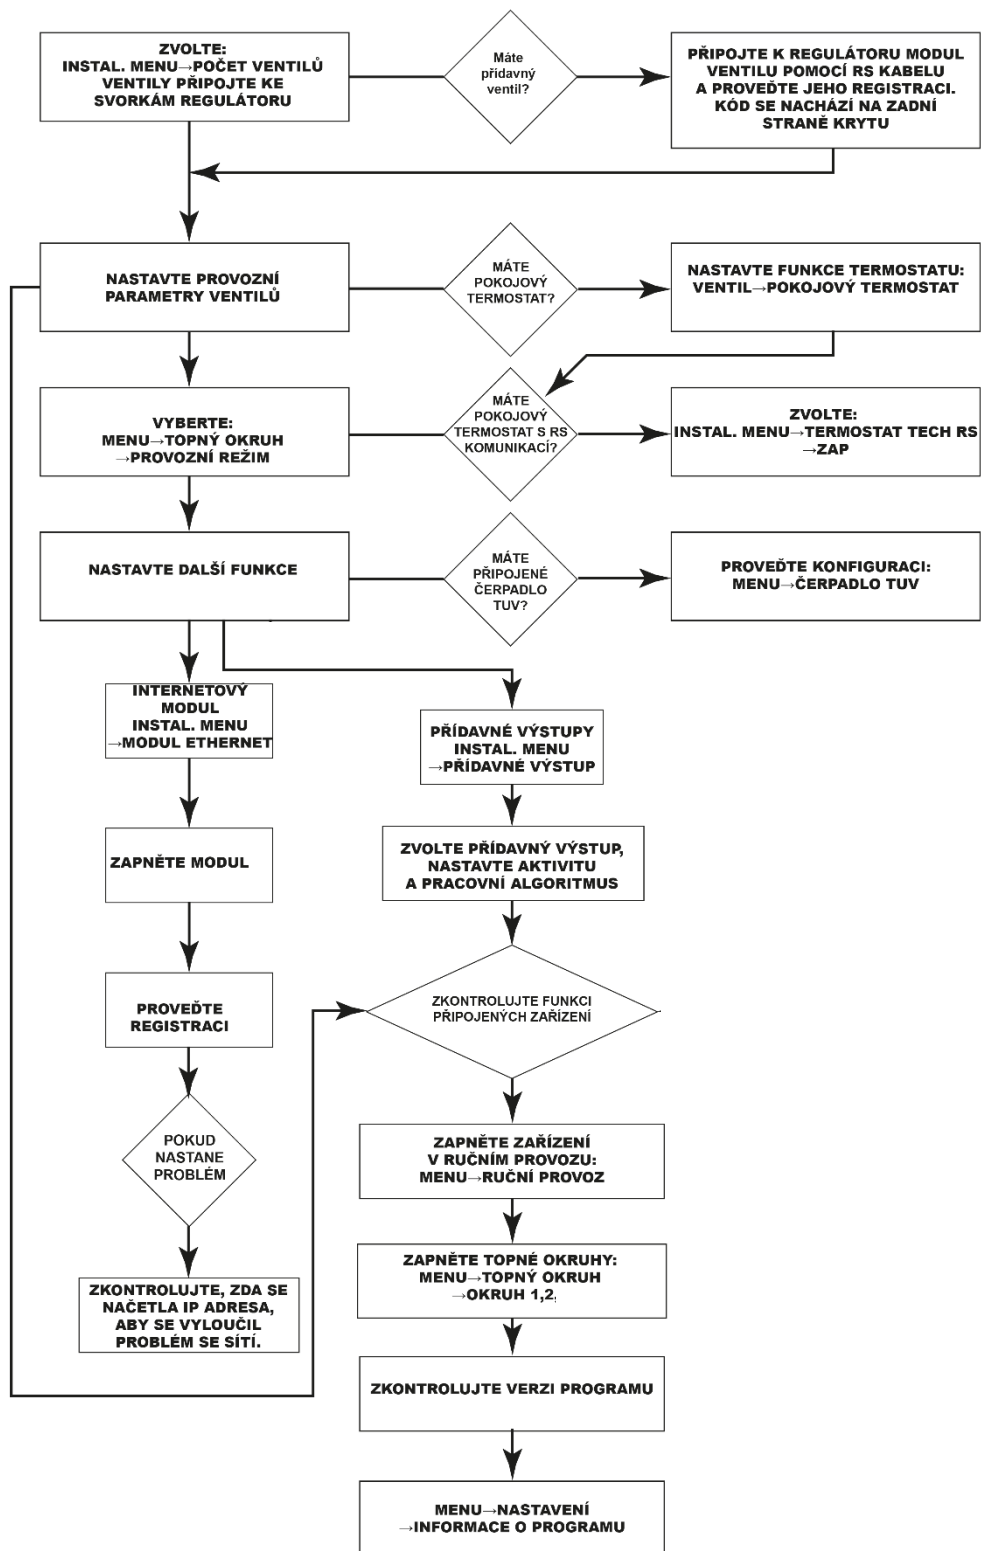 ZVOLTE:
INSTAL. MENU→POČET VENTILŮ
VENTILY PŘIPOJTE KE
SVORKÁM REGULÁTORU
Máte
přídavný
ventil?
PŘIPOJTE K REGULÁTORU MODUL
VENTILU POMOCÍ RS KABELU
A PROVEĎTE JEHO REGISTRACI.
KÓD SE NACHÁZÍ NA ZADNÍ
STRANĚ KRYTU
NASTAVTE PROVOZNÍ
PARAMETRY VENTILŮ
MÁTE
POKOJOVÝ
TERMOSTAT?
NASTAVTE FUNKCE TERMOSTATU:
VENTIL→POKOJOVÝ TERMOSTAT
VYBERTE:
MENU→TOPNÝ OKRUH
→PROVOZNÍ REŽIM
MÁTE
POKOJOVÝ
TERMOSTAT S RS
KOMUNIKACÍ?
ZVOLTE:
INSTAL. MENU→TERMOSTAT TECH RS
→ZAP
NASTAVTE DALŠÍ FUNKCE
MÁTE
PŘIPOJENÉ
ČERPADLO
TUV?
PROVEĎTE KONFIGURACI:
MENU→ČERPADLO TUV
INTERNETOVÝ
MODUL
INSTAL. MENU
→MODUL ETHERNET
PŘÍDAVNÉ VÝSTUPY
INSTAL. MENU
→PŘÍDAVNÉ VÝSTUP
ZAPNĚTE MODUL
ZVOLTE PŘÍDAVNÝ VÝSTUP,
NASTAVTE AKTIVITU
A PRACOVNÍ ALGORITMUS
PROVEĎTE
REGISTRACI
ZKONTROLUJTE FUNKCI
PŘIPOJENÝCH ZAŘÍZENÍ
POKUD
NASTANE
PROBLÉM
ZAPNĚTE ZAŘÍZENÍ
V RUČNÍM PROVOZU:
MENU→RUČNÍ PROVOZ
ZKONTROLUJTE, ZDA SE
NAČETLA IP ADRESA,
ABY SE VYLOUČIL
PROBLÉM SE SÍTÍ.
ZAPNĚTE TOPNÉ OKRUHY:
MENU→TOPNÝ OKRUH
→OKRUH 1,2,
ZKONTROLUJTE VERZI PROGRAMU
MENU→NASTAVENÍ
→INFORMACE O PROGRAMU